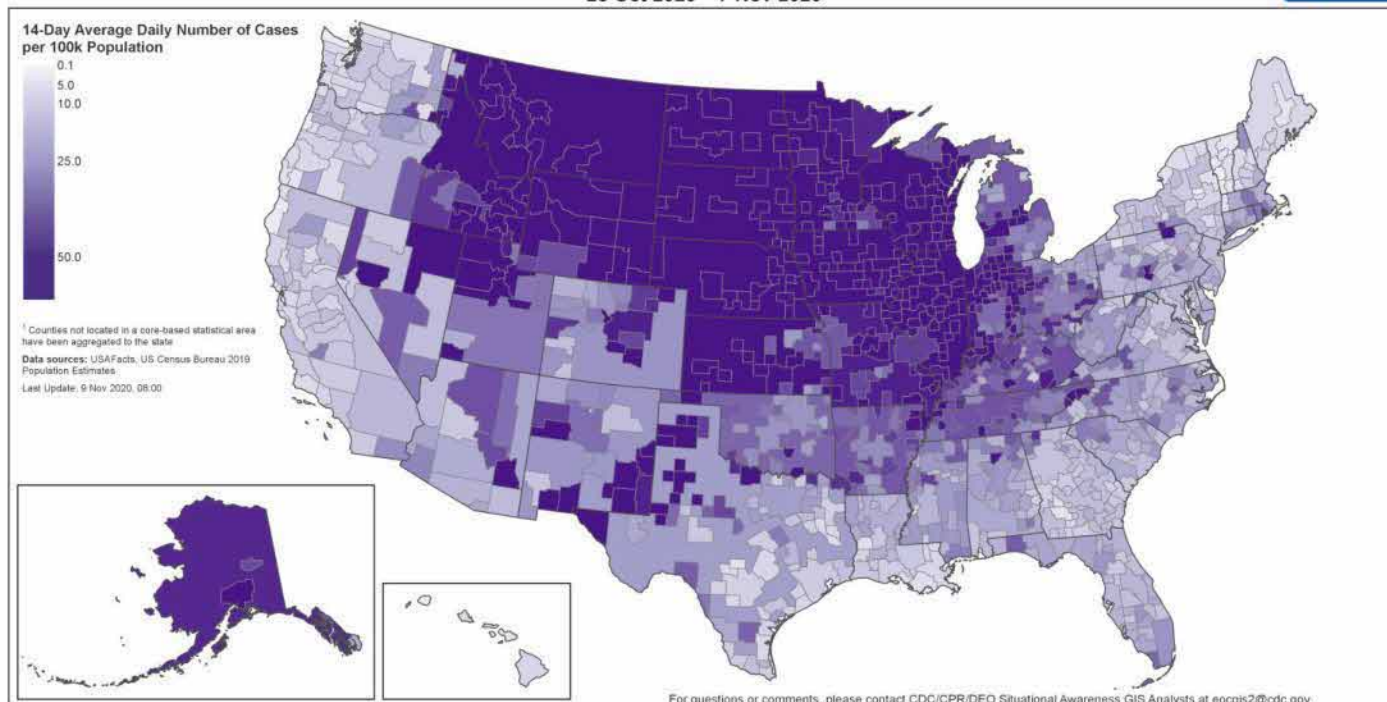 14-Day Average Daily Number of Cases
per 100k Population
0.1
5.0
10.0
25.0
50.0
1 Counties not located in a core-based statistical area
have been aggregated to the state
Data sources: USAFacts, US Census Bureau 2019
Population Estimates
Last Update: 9 Nov 2020, 08:00
For questions or comments, please contact CDC/CPR/DEO Situational Awareness GIS Analysts at eocgis2@cdc.gov